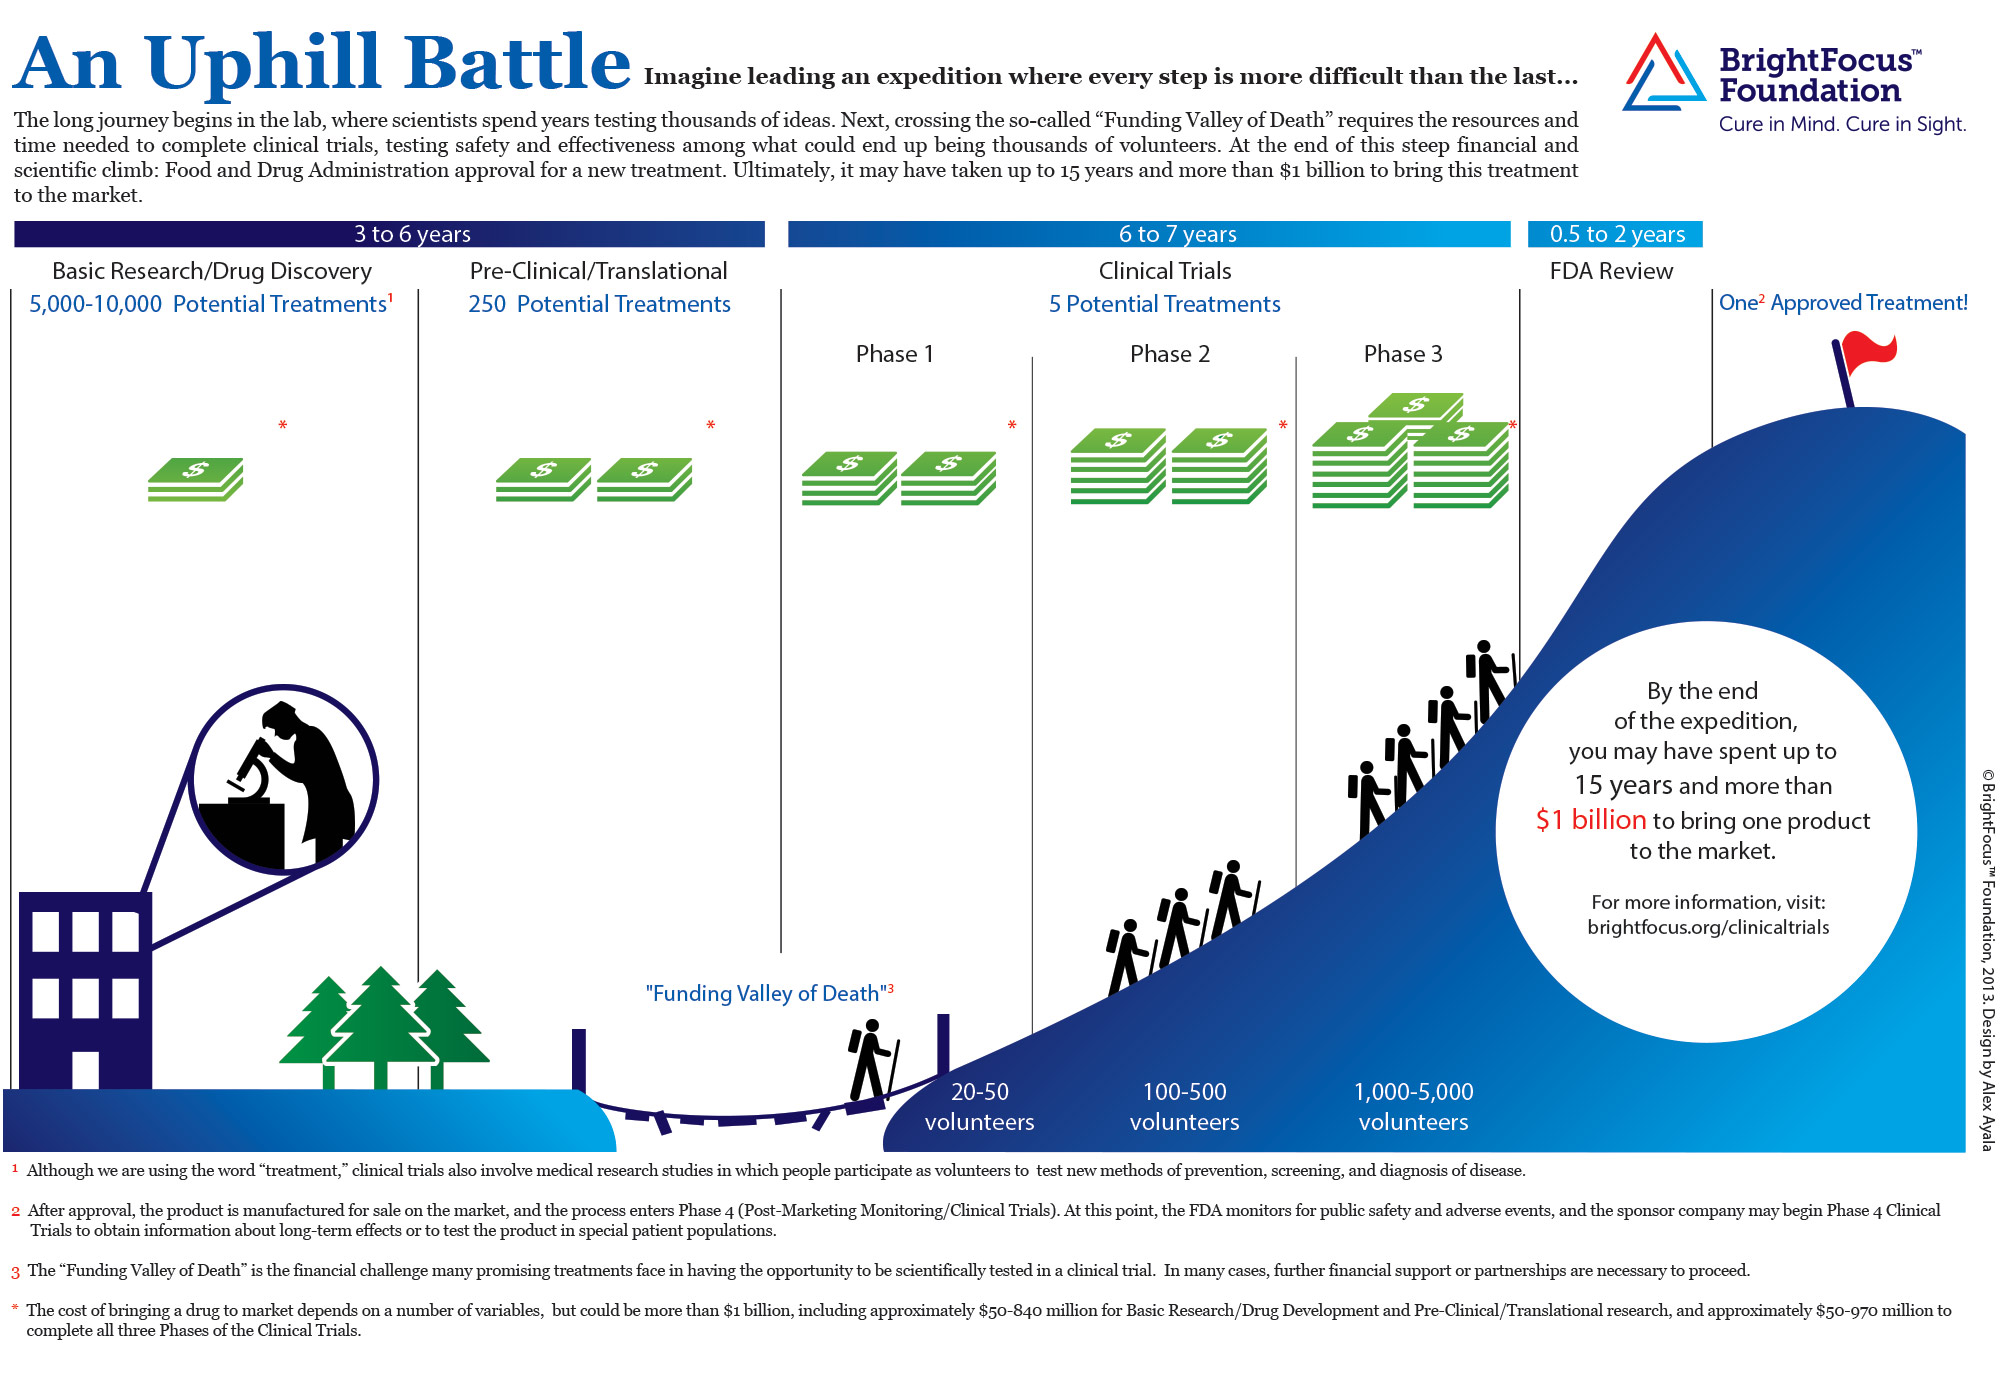 An Uphill Battle Imagine leading an expedition where every step is more difficult than the last...
BrightFocus™
Foundation
Cure in Mind. Cure in Sight.
The long journey begins in the lab, where scientists spend years testing thousands of ideas. Next, crossing the so-called “Funding Valley of Death” requires the resources and
time needed to complete clinical trials, testing safety and effectiveness among what could end up being thousands of volunteers. At the end of this steep financial and
scientific climb: Food and Drug Administration approval for a new treatment. Ultimately, it may have taken up to 15 years and more than $1 billion to bring this treatment
to the market.
3 to 6 years
6 to 7 years
0.5 to 2 years
Basic Research/Drug Discovery
Pre-Clinical/Translational
Clinical Trials
FDA Review
5,000-10,000 Potential Treatments1
250 Potential Treatments
5 Potential Treatments
One2 Approved Treatment!
Phase 1
Phase 2
Phase 3
$ *
$ $ *
$ $ *
$ $ *
$ $ $ *
By the end
of the expedition,
you may have spent up to
15 years and more than
$1 billion to bring one product
to the market.
For more information, visit:
brightfocus.org/clinicaltrials
"Funding Valley of Death"3
20-50
volunteers
100-500
volunteers
1,000-5,000
volunteers
© BrightFocus™ Foundation, 2013. Design by Alex Ayala
1 Although we are using the word “treatment,” clinical trials also involve medical research studies in which people participate as volunteers to test new methods of prevention, screening, and diagnosis of disease.
2 After approval, the product is manufactured for sale on the market, and the process enters Phase 4 (Post-Marketing Monitoring/Clinical Trials). At this point, the FDA monitors for public safety and adverse events, and the sponsor company may begin Phase 4 Clinical
Trials to obtain information about long-term effects or to test the product in special patient populations.
3 The “Funding Valley of Death” is the financial challenge many promising treatments face in having the opportunity to be scientifically tested in a clinical trial. In many cases, further financial support or partnerships are necessary to proceed.
* The cost of bringing a drug to market depends on a number of variables, but could be more than $1 billion, including approximately $50-840 million for Basic Research/Drug Development and Pre-Clinical/Translational research, and approximately $50-970 million to
complete all three Phases of the Clinical Trials.